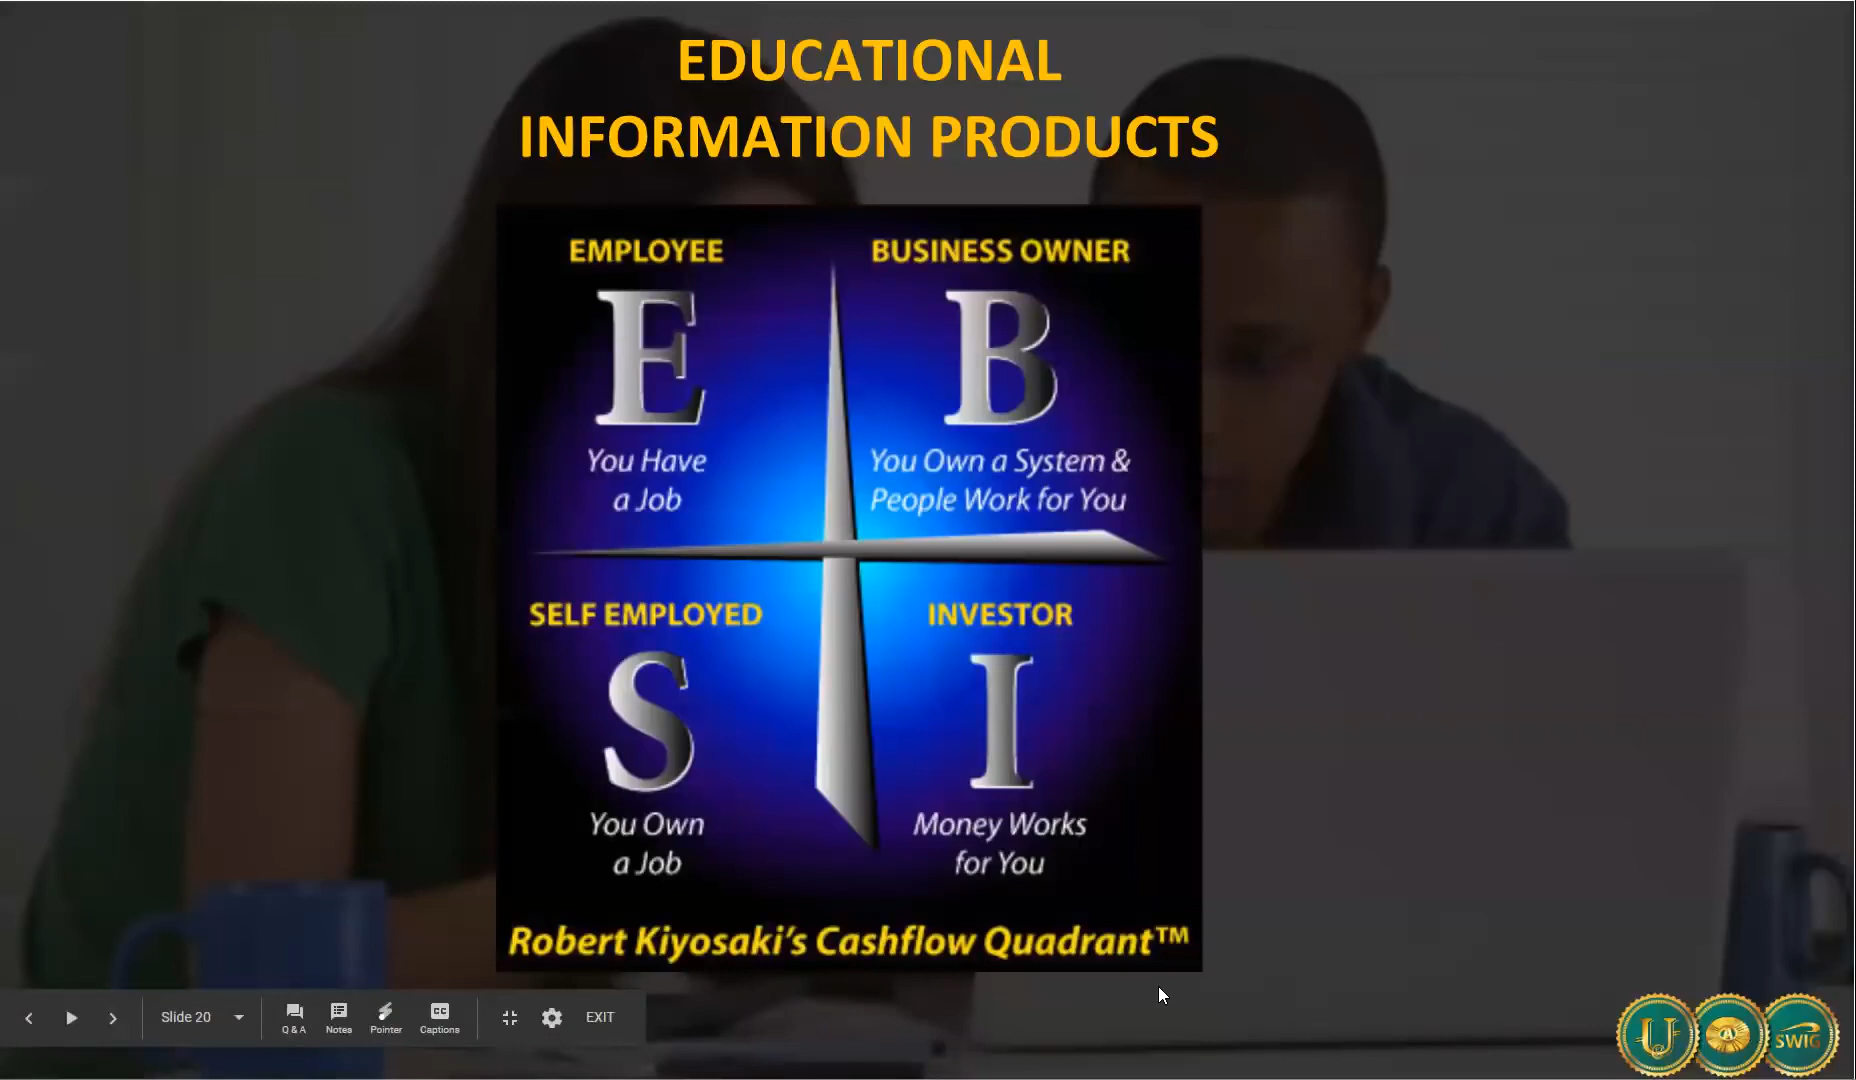 EDUCATIONAL
INFORMATION PRODUCTS
EMPLOYEE
E
You Have
a Job
BUSINESS OWNER
B
You Own a System &
People Work for You
SELF EMPLOYED
S
You Own
a Job
INVESTOR
I
Money Works
for You
Robert Kiyosaki's Cashflow Quadrant™
Slide 20
Q & A
Notes
Pointer
CC
Captions
EXIT
U
A
SWIG